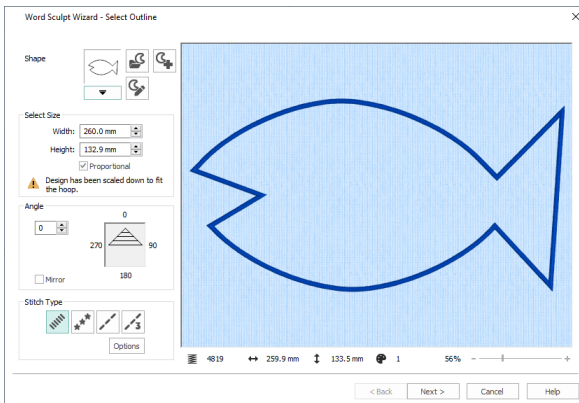 Word Sculpt Wizard - Select Outline
Shape
Select Size
Width: 260.0 mm
Height: 132.9 mm
Proportional
Design has been scaled down to fit
the hoop.
Angle
0
0
270
90
180
Mirror
Stitch Type
3
Options
4819 259.9 mm 133.5 mm 1 56% - +
< Back Next > Cancel Help